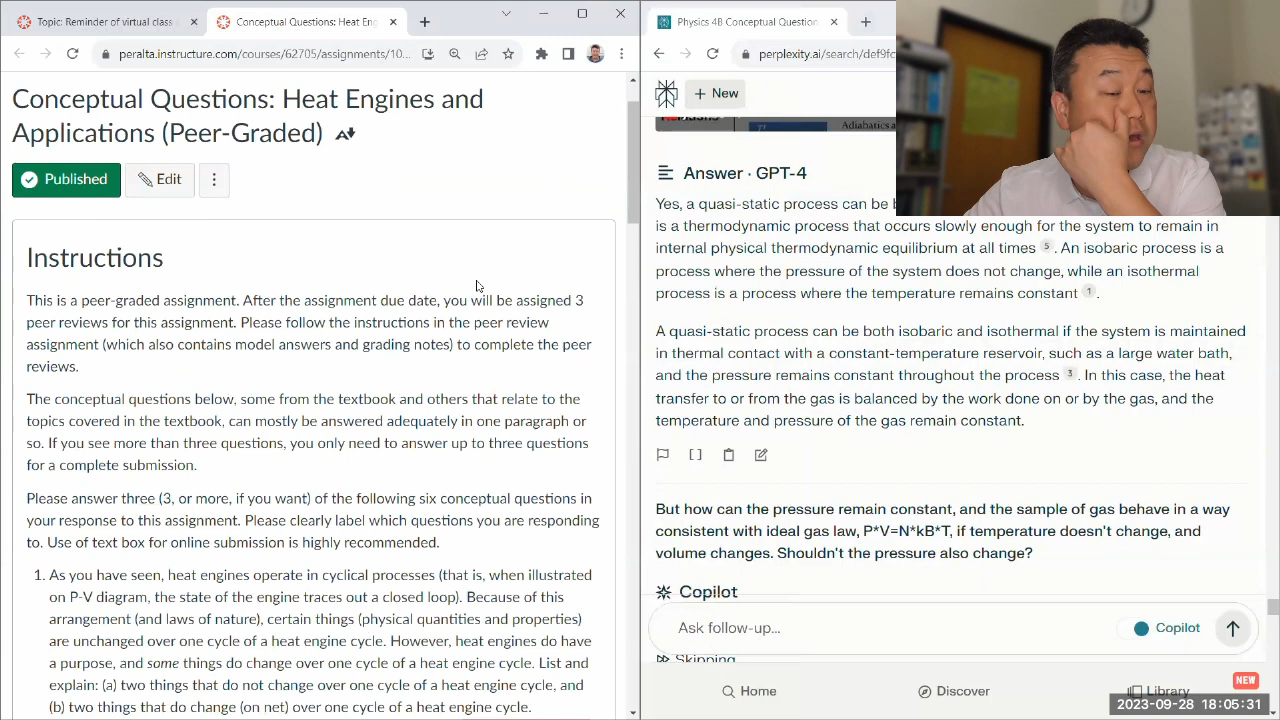 Topic: Reminder of virtual class
Conceptual Questions: Heat En
peralta.instructure.com/courses/62705/assignments/10...
Conceptual Questions: Heat Engines and
Applications (Peer-Graded)
Published
Edit
Instructions
This is a peer-graded assignment. After the assignment due date, you will be assigned 3
peer reviews for this assignment. Please follow the instructions in the peer review
assignment (which also contains model answers and grading notes) to complete the peer
reviews.
The conceptual questions below, some from the textbook and others that relate to the
topics covered in the textbook, can mostly be answered adequately in one paragraph or
so. If you see more than three questions, you only need to answer up to three questions
for a complete submission.
Please answer three (3, or more, if you want) of the following six conceptual questions in
your response to this assignment. Please clearly label which questions you are responding
to. Use of text box for online submission is highly recommended.
1. As you have seen, heat engines operate in cyclical processes (that is, when illustrated
on P-V diagram, the state of the engine traces out a closed loop). Because of this
arrangement (and laws of nature), certain things (physical quantities and properties)
are unchanged over one cycle of a heat engine cycle. However, heat engines do have
a purpose, and some things do change over one cycle of a heat engine cycle. List and
explain: (a) two things that do not change over one cycle of a heat engine cycle, and
(b) two things that do change (on net) over one cycle of a heat engine cycle.
Physics 4B Conceptual Question
perplexity.ai/search/def9fc
New
Adiabatics a
Answer · GPT-4
Yes, a quasi-static process can be b
is a thermodynamic process that occurs slowly enough for the system to remain in
internal physical thermodynamic equilibrium at all times 5 . An isobaric process is a
process where the pressure of the system does not change, while an isothermal
process is a process where the temperature remains constant 1 .
A quasi-static process can be both isobaric and isothermal if the system is maintained
in thermal contact with a constant-temperature reservoir, such as a large water bath,
and the pressure remains constant throughout the process 3 . In this case, the heat
transfer to or from the gas is balanced by the work done on or by the gas, and the
temperature and pressure of the gas remain constant.
But how can the pressure remain constant, and the sample of gas behave in a way
consistent with ideal gas law, P*V=N*kB*T, if temperature doesn't change, and
volume changes. Shouldn't the pressure also change?
Copilot
Ask follow-up...
Copilot
Skipping
NEW
Home
Discover
Library
2023-09-28 18:05:31